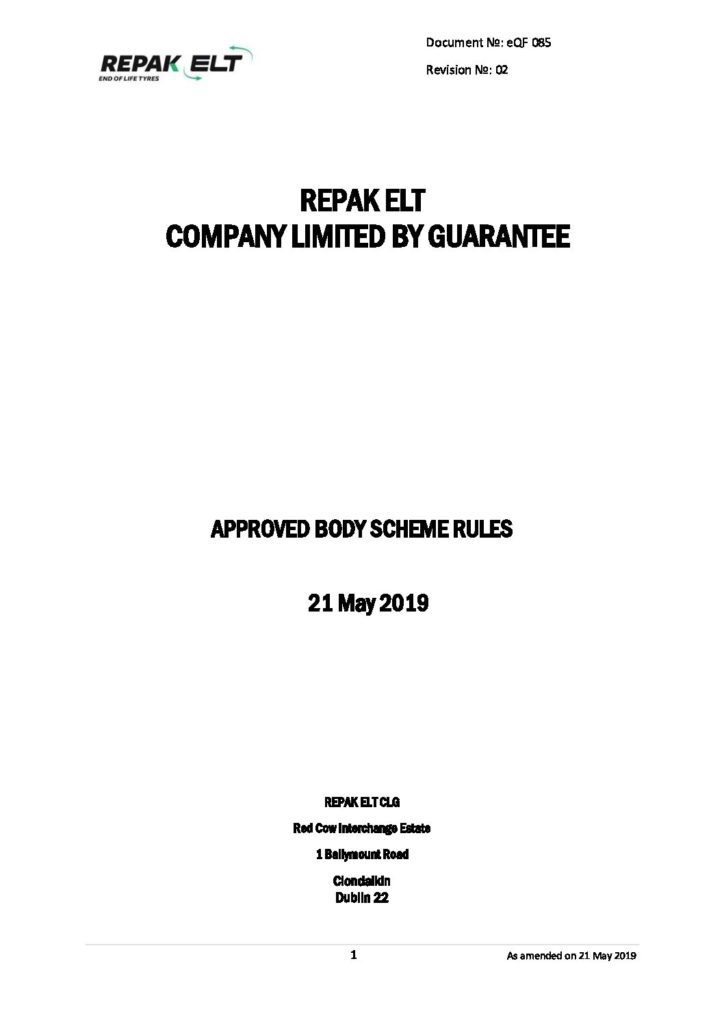 REPAK ELT
END OF LIFE TYRES
Document №: eQF 085
Revision №: 02
REPAK ELT
COMPANY LIMITED BY GUARANTEE
APPROVED BODY SCHEME RULES
21 May 2019
REPAK ELT CLG
Red Cow Interchange Estate
1 Ballymount Road
Clondalkin
Dublin 22
1
As amended on 21 May 2019